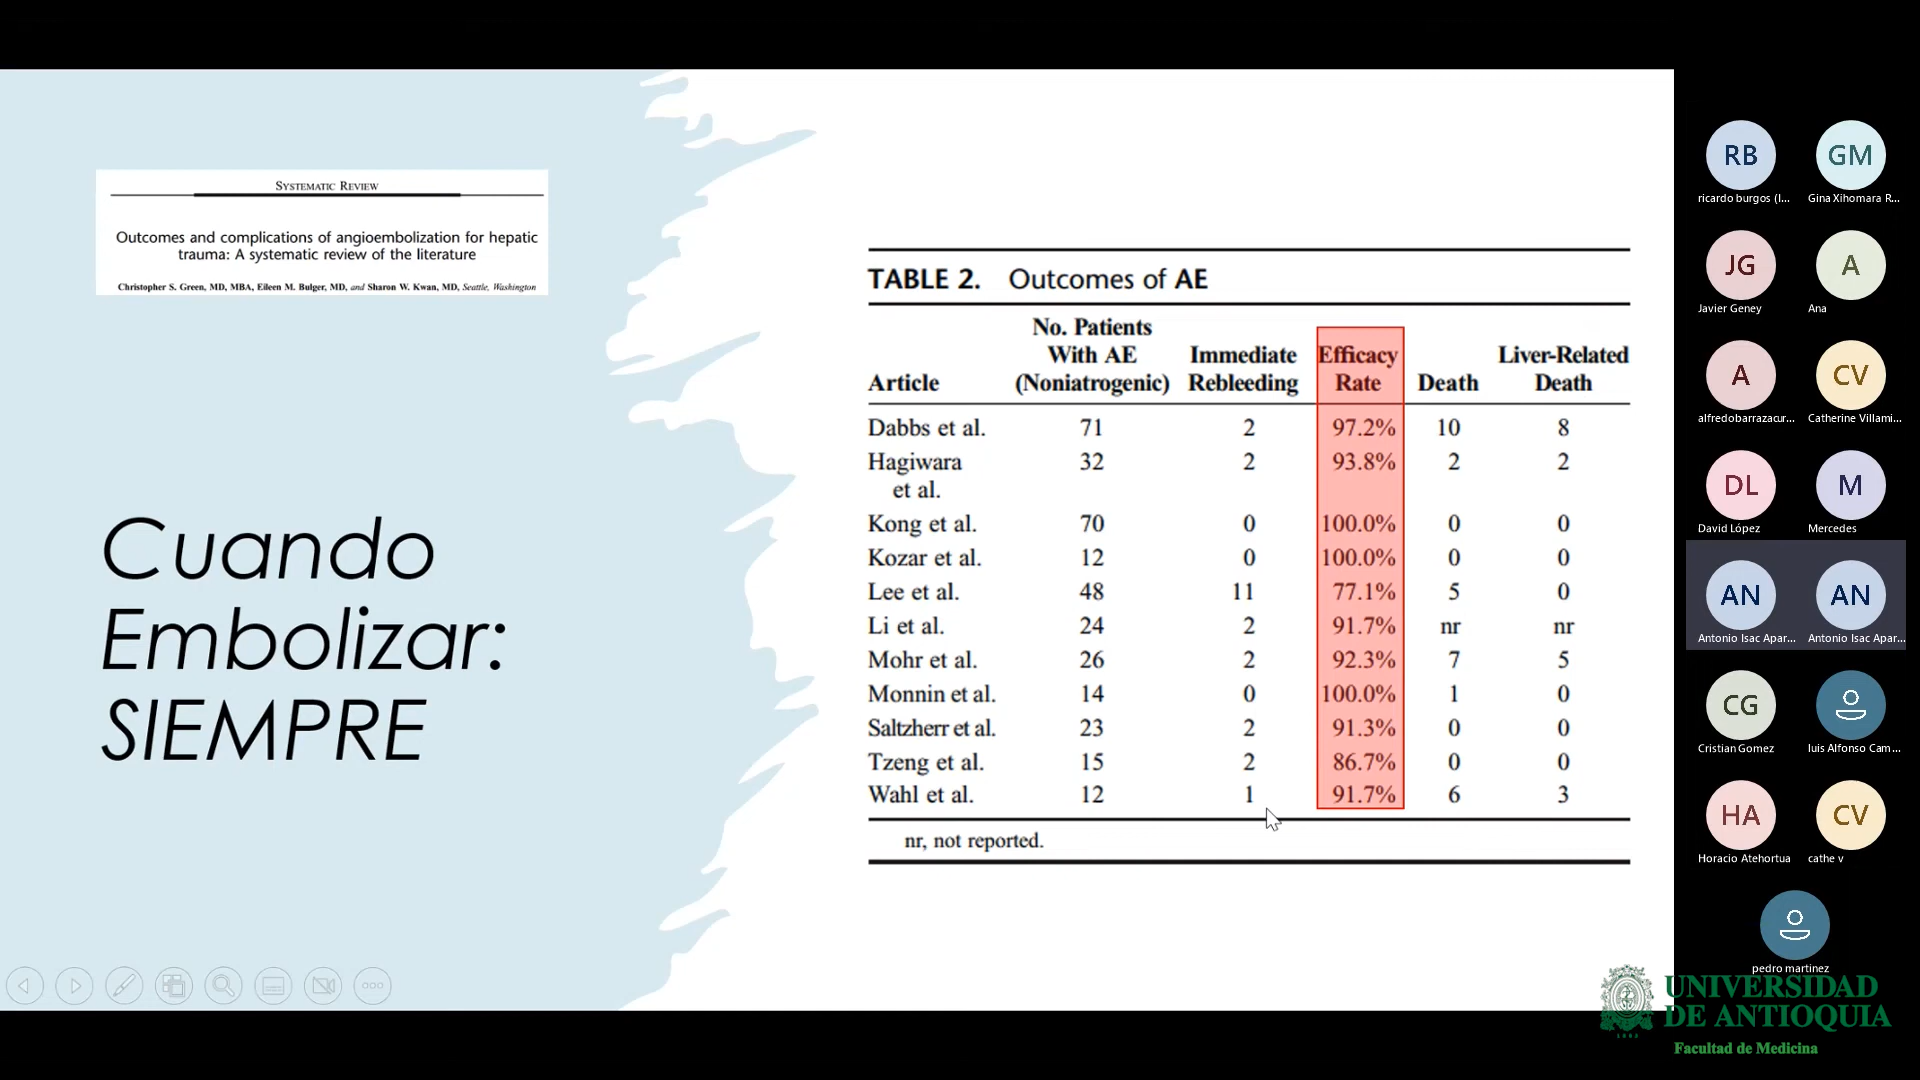 SYSTEMATIC REVIEW
Outcomes and complications of angioembolization for hepatic
trauma: A systematic review of the literature
Christopher S. Green, MD, MBA, Eileen M. Bulger, MD, and Sharon W. Kwan, MD, Seattle, Washington
Cuando
Embolizar:
SIEMPRE
TABLE 2. Outcomes of AE
No. Patients
With AE Immediate Efficacy Liver-Related
Article (Noniatrogenic) Rebleeding Rate Death Death
Dabbs et al. 71 2 97.2% 10 8
Hagiwara 32 2 93.8% 2 2
et al.
Kong et al. 70 0 100.0% 0 0
Kozar et al. 12 0 100.0% 0 0
Lee et al. 48 11 77.1% 5 0
Li et al. 24 2 91.7% nr nr
Mohr et al. 26 2 92.3% 7 5
Monnin et al. 14 0 100.0% 1 0
Saltzherr et al. 23 2 91.3% 0 0
Tzeng et al. 15 2 86.7% 0 0
Wahl et al. 12 1 91.7% 6 3
nr, not reported.
RB GM
ricardo burgos (I... Gina Xihomara R...
JG A
Javier Geney Ana
A CV
alfredobarrazacur... Catherine Villami...
DL M
David López Mercedes
AN AN
Antonio Isac Apar... Antonio Isac Apar...
CG
Cristian Gomez luis Alfonso Cam...
HA CV
Horacio Atehortua cathe v
pedro martinez
UNIVERSIDAD
DE ANTIOQUIA
Facultad de Medicina